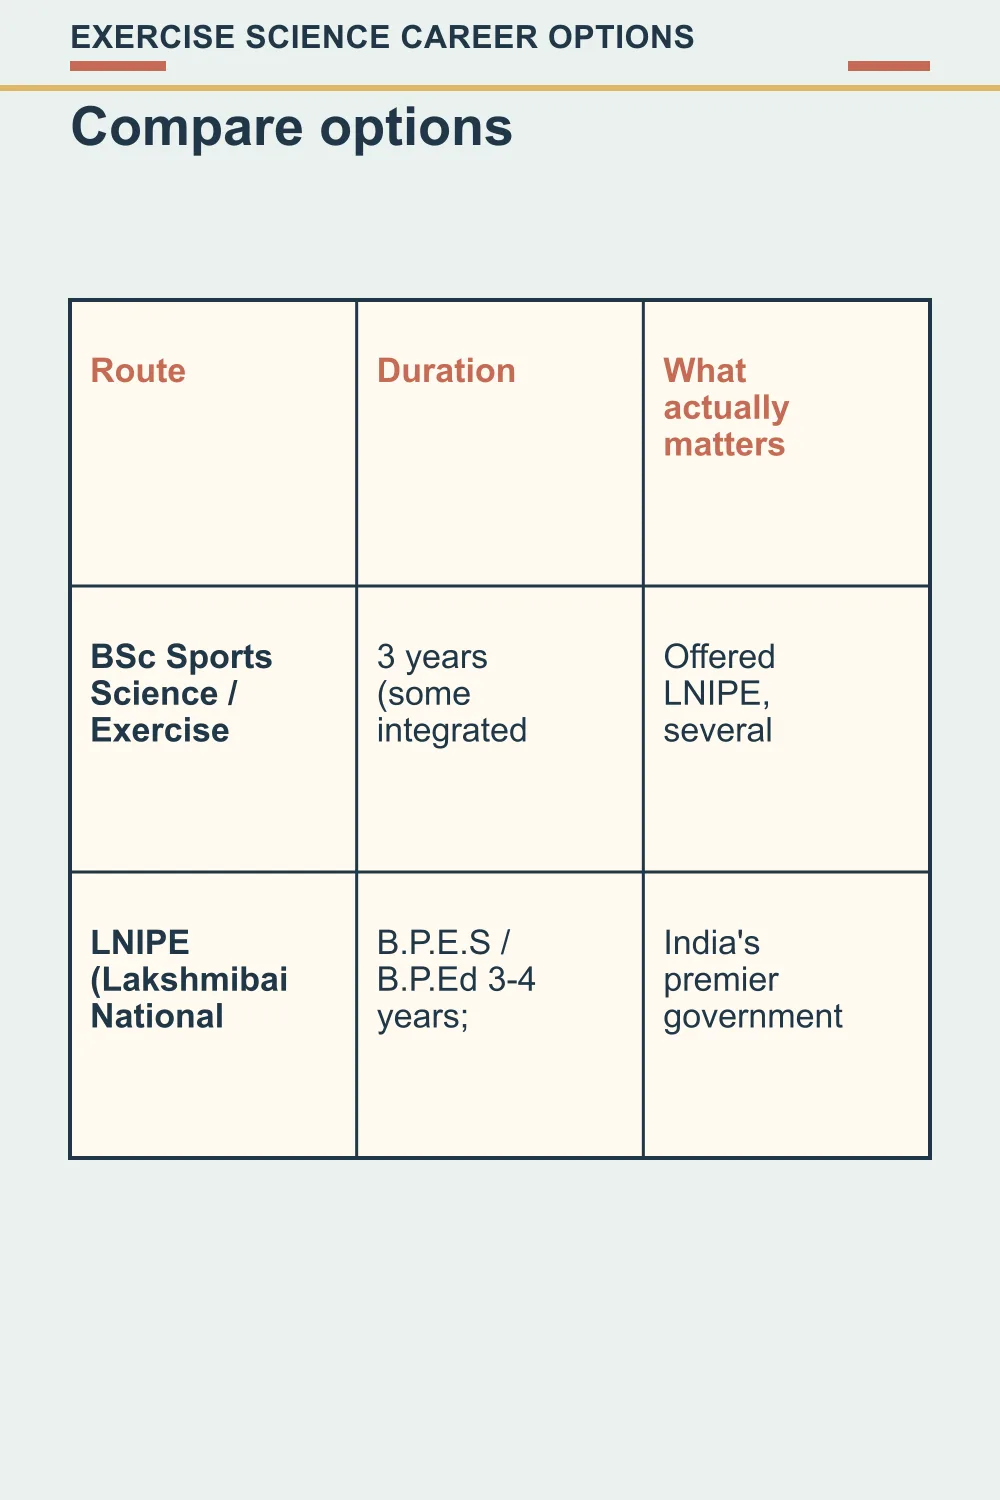 EXERCISE SCIENCE CAREER OPTIONS
Compare options
Route
Duration
What
actually
matters
BSc Sports
Science /
Exercise
3 years
(some
integrated
Offered
LNIPE,
several
LNIPE
(Lakshmibai
National
B.P.E.S /
B.P.Ed 3-4
years;
India's
premier
government